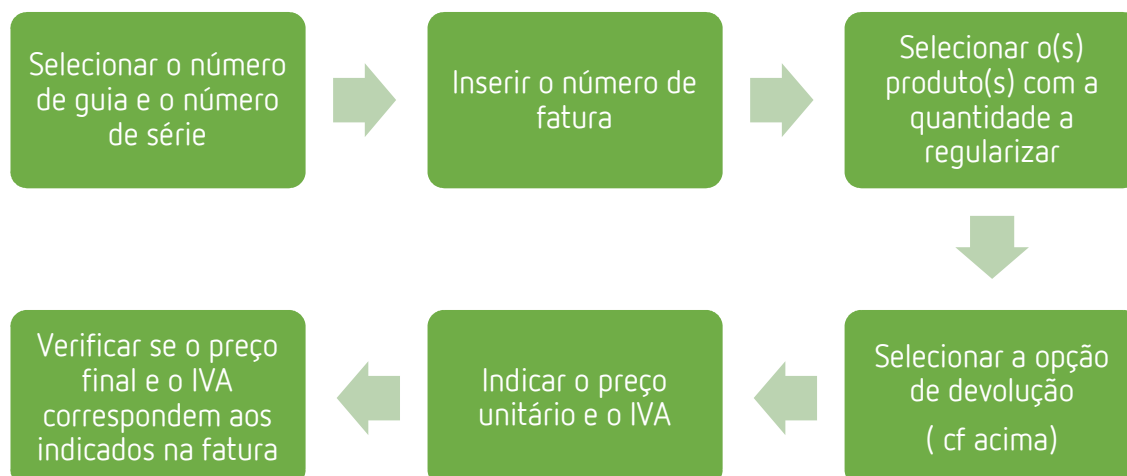 Selecionar o número
de guia e o número
de série
Inserir o número de
fatura
Selecionar o(s)
produto(s) com a
quantidade a
regularizar
Selecionar a opção
de devolução
( cf acima)
Indicar o preço
unitário e o IVA
Verificar se o preço
final e o IVA
correspondem aos
indicados na fatura